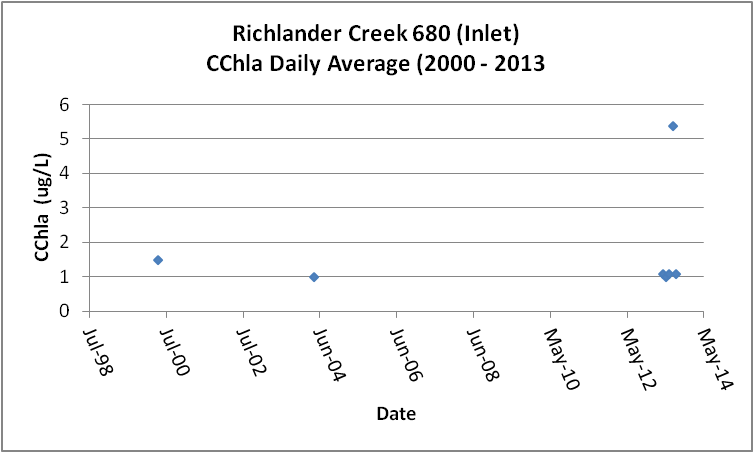 Richlander Creek 680 (Inlet)
CChla Daily Average (2000 - 2013
CChla (ug/L)
6
5
4
3
2
1
0
Jul-98
Jul-00
Jul-02
Jun-04
Jun-06
Jun-08
May-10
May-12
May-14
Date